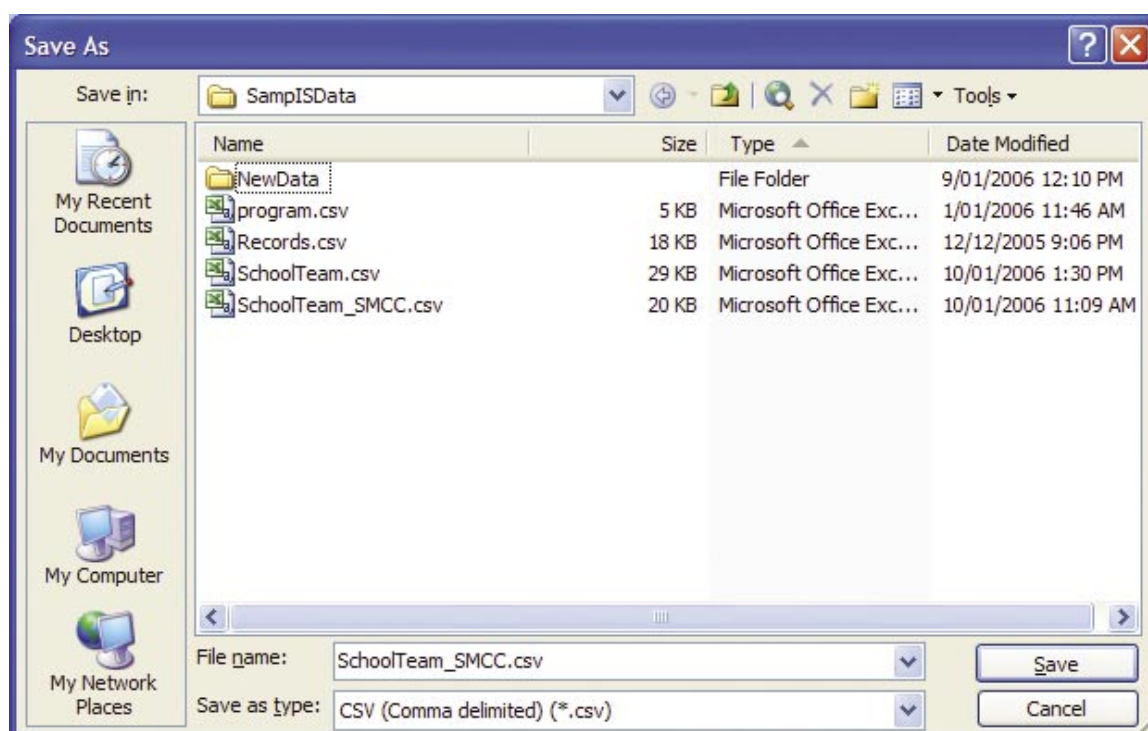 Save As
Save in: SampISData Tools
Name Size Type Date Modified
NewData File Folder 9/01/2006 12:10 PM
program.csv 5 KB Microsoft Office Exc... 1/01/2006 11:46 AM
Records.csv 18 KB Microsoft Office Exc... 12/12/2005 9:06 PM
SchoolTeam.csv 29 KB Microsoft Office Exc... 10/01/2006 1:30 PM
SchoolTeam_SMCC.csv 20 KB Microsoft Office Exc... 10/01/2006 11:09 AM
My Recent
Documents
Desktop
My Documents
My Computer
My Network
Places
File name: SchoolTeam_SMCC.csv Save
Save as type: CSV (Comma delimited) (*.csv) Cancel